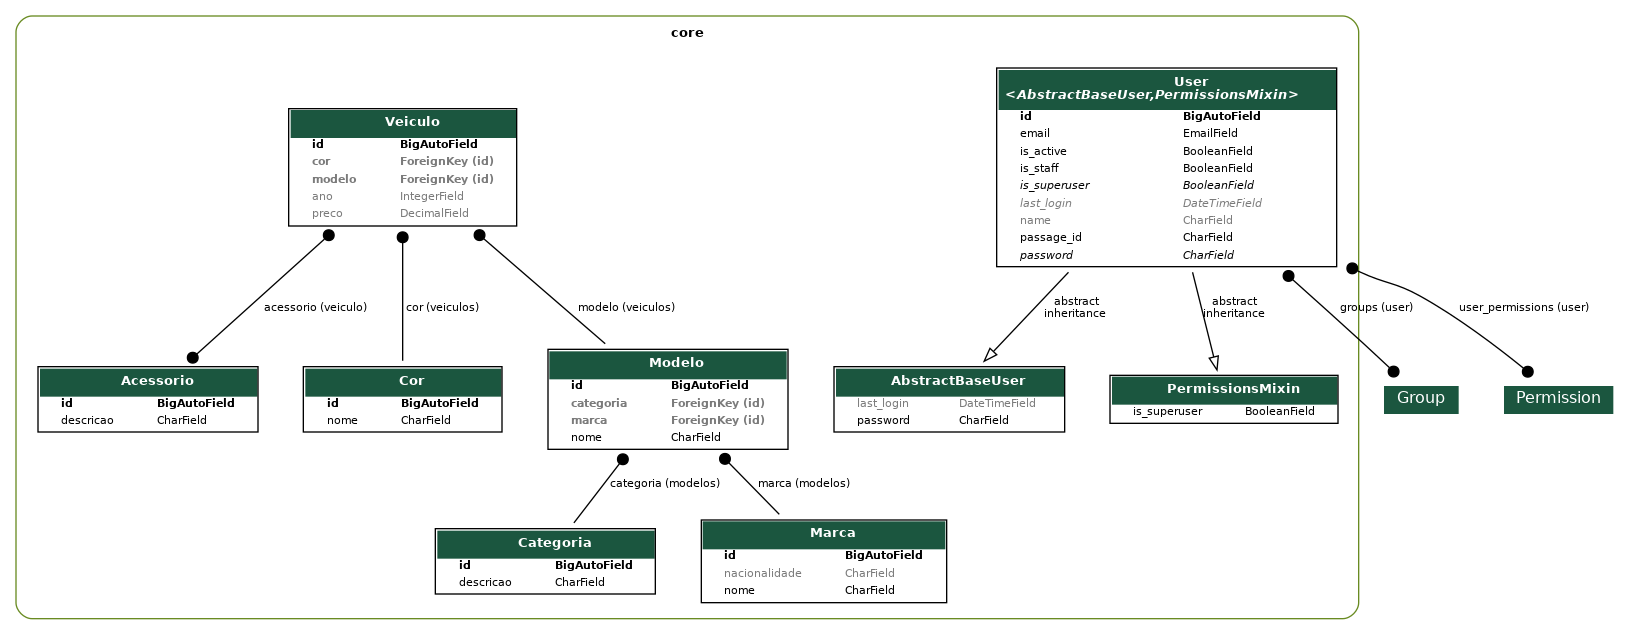 core
User
<AbstractBaseUser,PermissionsMixin>
id BigAutoField
email EmailField
is_active BooleanField
is_staff BooleanField
is_superuser BooleanField
last_login DateTimeField
name CharField
passage_id CharField
password CharField
Veiculo
id BigAutoField
cor ForeignKey (id)
modelo ForeignKey (id)
ano IntegerField
preco DecimalField
acessorio (veiculo)
cor (veiculos)
modelo (veiculos)
abstract
inheritance
abstract
inheritance
groups (user)
user_permissions (user)
Acessorio
id BigAutoField
descricao CharField
Cor
id BigAutoField
nome CharField
Modelo
id BigAutoField
categoria ForeignKey (id)
marca ForeignKey (id)
nome CharField
AbstractBaseUser
last_login DateTimeField
password CharField
PermissionsMixin
is_superuser BooleanField
Group
Permission
categoria (modelos)
marca (modelos)
Categoria
id BigAutoField
descricao CharField
Marca
id BigAutoField
nacionalidade CharField
nome CharField